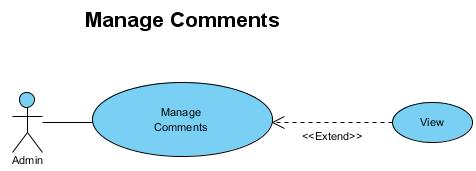 Manage Comments
Manage
Comments
View
<<Extend>>
Admin